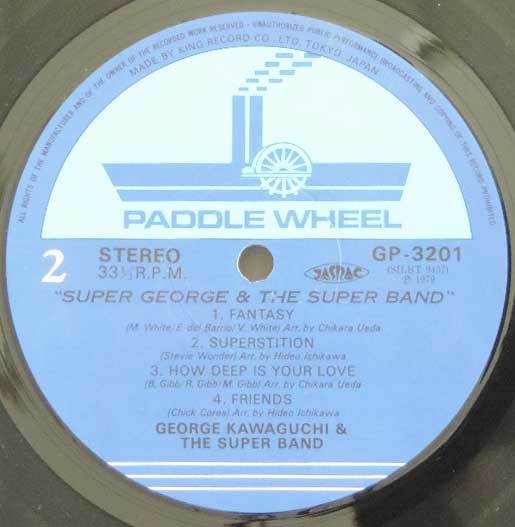 ALL RIGHTS OF THE MANUFACTURER AND OF THE OWNER OF THE RECORDED WORK RESERVED - UNAUTHORIZED PUBLIC PERFORMANCE, BROADCASTING AND COPYING OF THIS RECORD PROHIBITED
MADE BY KING RECORD CO., LTD. TOKYO, JAPAN.
PADDLE WHEEL
2
STEREO
33⅓ R.P.M.
JASRAC
GP-3201
℗ 1979
"SUPER GEORGE & THE SUPER BAND"
1. FANTASY
(M. White/E. del Barrio/V. White) Arr. by Chikara Ueda
2. SUPERSTITION
(Stevie Wonder) Arr. by Hideo Ichikawa
3. HOW DEEP IS YOUR LOVE
(B. Gibb/R. Gibb/M. Gibb) Arr. by Chikara Ueda
4. FRIENDS
(Chick Corea) Arr. by Hideo Ichikawa
GEORGE KAWAGUCHI &
THE SUPER BAND